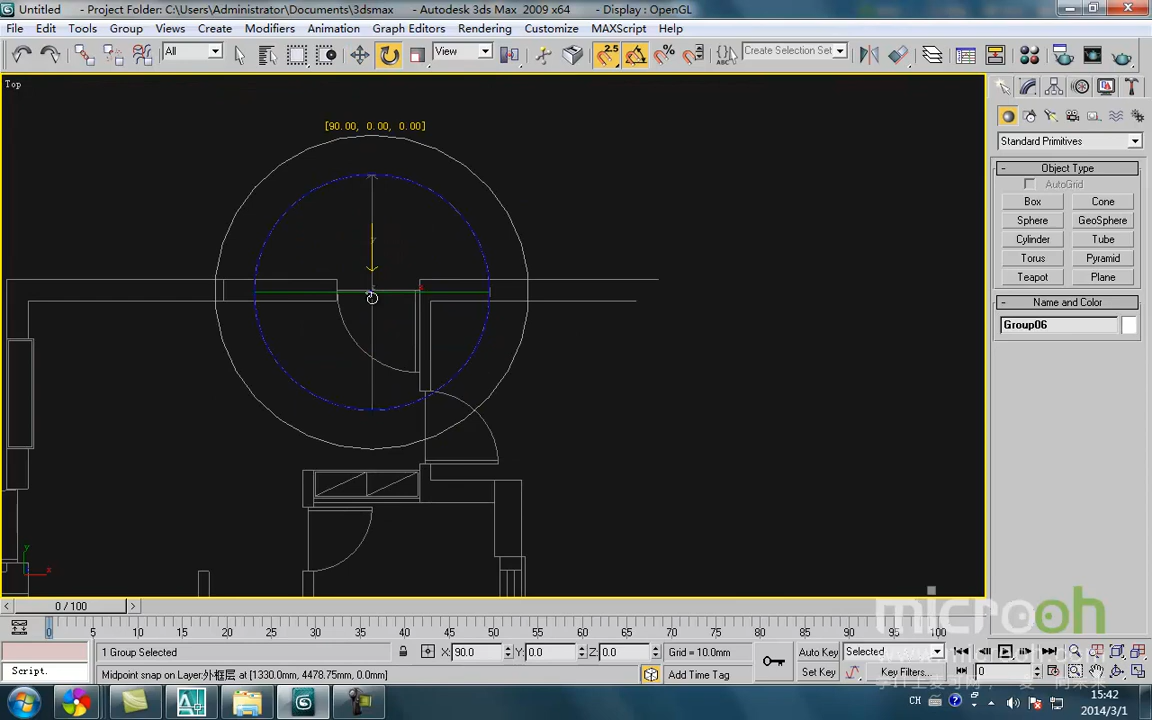 Untitled - Project Folder: C:\Users\Administrator\Documents\3dsmax - Autodesk 3ds Max 2009 x64 - Display : OpenGL
File Edit Tools Group Views Create Modifiers Animation Graph Editors Rendering Customize MAXScript Help
All View 2.5 Create Selection Set
Top
[90.00, 0.00, 0.00]
Standard Primitives
- Object Type
AutoGrid
Box Cone
Sphere GeoSphere
Cylinder Tube
Torus Pyramid
Teapot Plane
- Name and Color
Group06
y
x
0 / 100
microoh
0 5 10 15 20 25 30 35 40 45 50 55 60 65 70 75 80 85 90 95 100
1 Group Selected X: 90.0 Y: 0.0 Z: 0.0 Grid = 10.0mm Auto Key Selected
Script. Midpoint snap on Layer:外框层 at [1330.0mm, 4478.75mm, 0.0mm] Add Time Tag Set Key Key Filters... 0
CH 15:42
2014/3/1